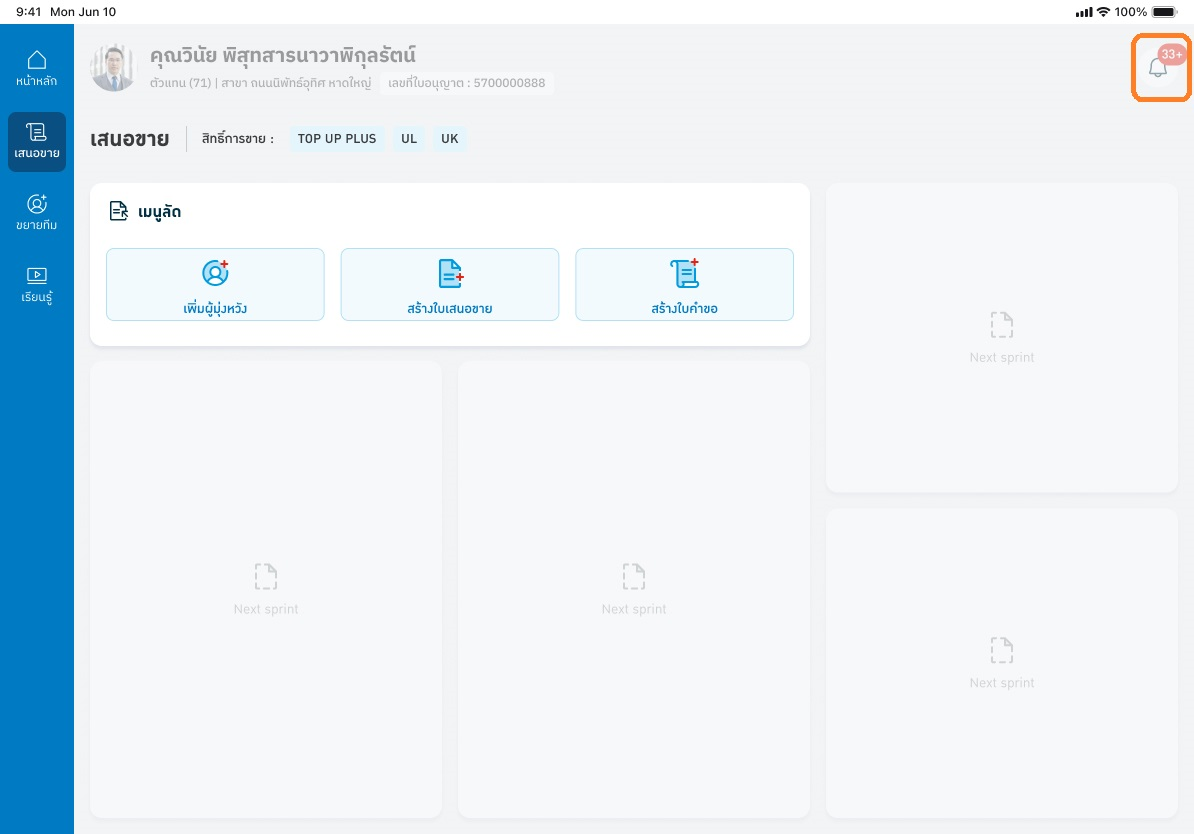 9:41 Mon Jun 10
100%
หน้าหลัก
เสนอขาย
ขยายทีม
เรียนรู้
คุณวินัย พิสุทสารนาวาพิกุลรัตน์
ตัวแทน (71) | สาขา ถนนนิพัทธ์อุทิศ หาดใหญ่ เลขที่ใบอนุญาต : 5700000888
33+
เสนอขาย สิทธิ์การขาย : TOP UP PLUS UL UK
เมนูลัด
เพิ่มผู้มุ่งหวัง สร้างใบเสนอขาย สร้างใบคำขอ
Next sprint
Next sprint Next sprint
Next sprint